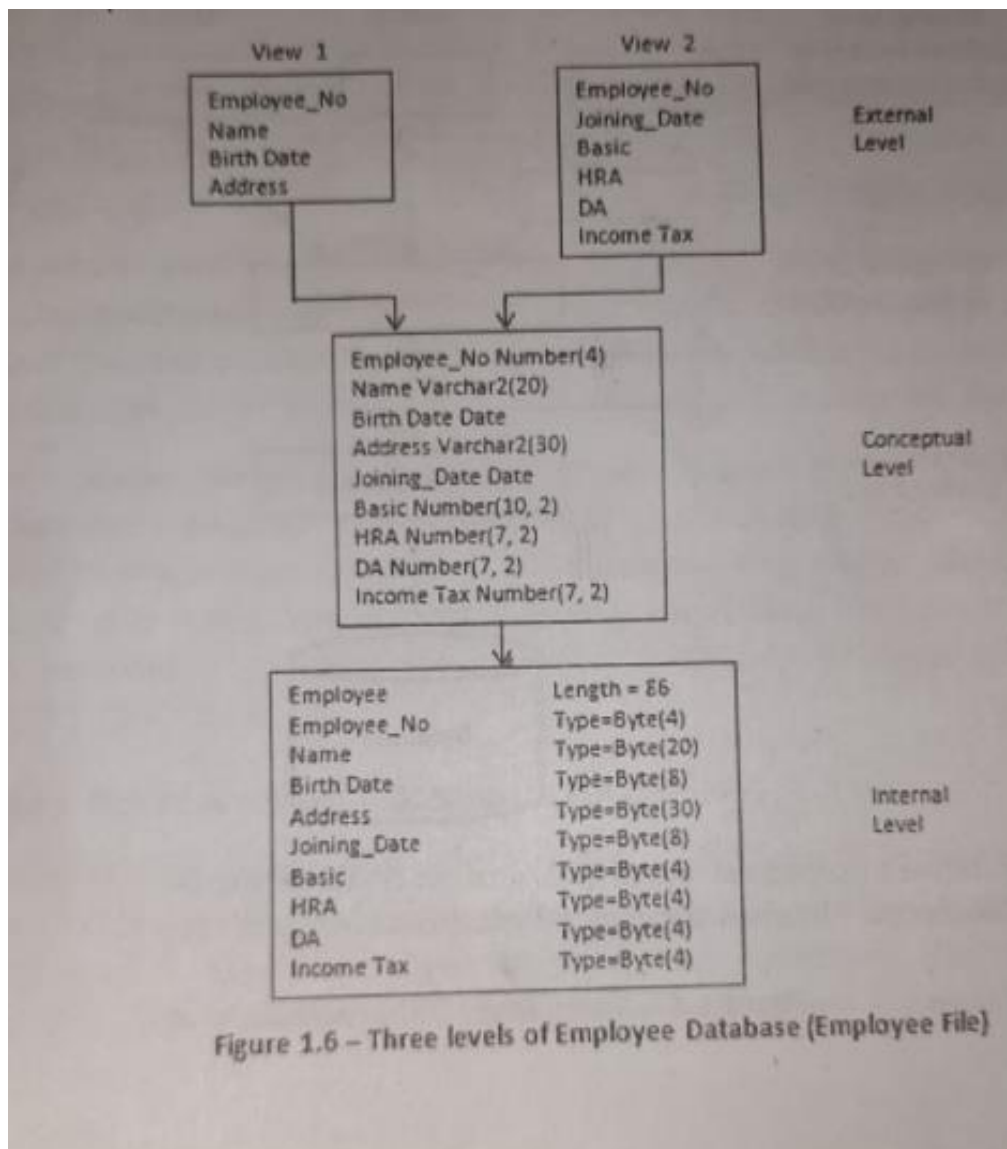 View 1
Employee_No
Name
Birth Date
Address
View 2
Employee_No
Joining_Date
Basic
HRA
DA
Income Tax
External
Level
Employee_No Number(4)
Name Varchar2(20)
Birth Date Date
Address Varchar2(30)
Joining_Date Date
Basic Number(10, 2)
HRA Number(7, 2)
DA Number(7, 2)
Income Tax Number(7, 2)
Conceptual
Level
Employee Length = 86
Employee_No Type=Byte(4)
Name Type=Byte(20)
Birth Date Type=Byte(8)
Address Type=Byte(30)
Joining_Date Type=Byte(8)
Basic Type=Byte(4)
HRA Type=Byte(4)
DA Type=Byte(4)
Income Tax Type=Byte(4)
Internal
Level
Figure 1.6 – Three levels of Employee Database (Employee File)